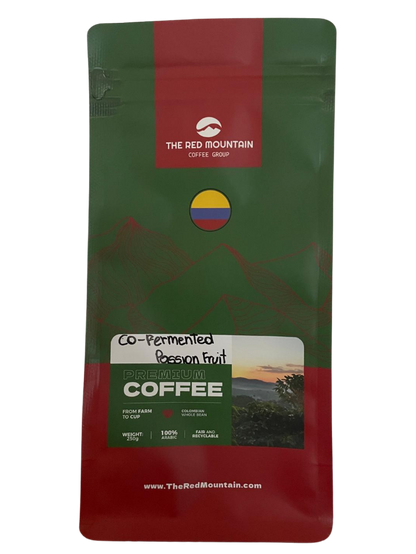 THE RED MOUNTAIN
COFFEE GROUP
Co-Fermented
Passion Fruit
PREMIUM
COFFEE
FROM FARM
TO CUP
COLOMBIAN
WHOLE BEAN
WEIGHT:
250g
100%
ARABIC
FAIR AND
RECYCLABLE
www.TheRedMountain.com